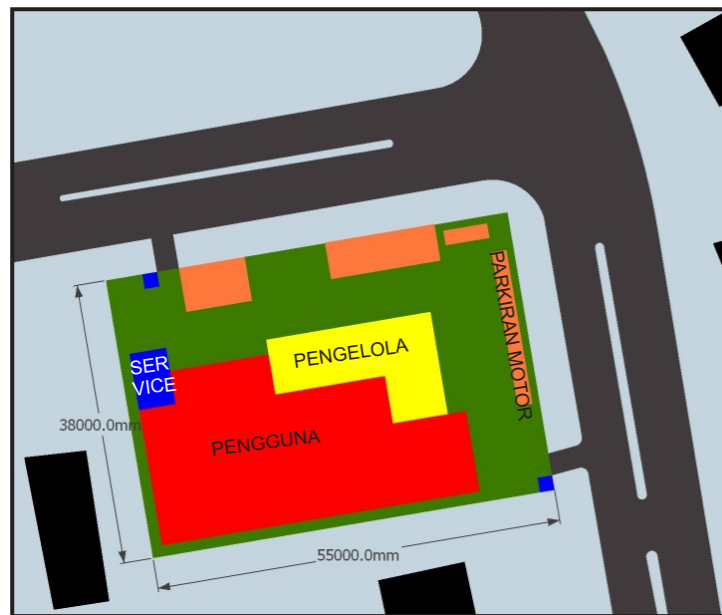 PENGELOLA
PARKIRAN MOTOR
SER
VICE
38000.0mm
PENGGUNA
55000.0mm